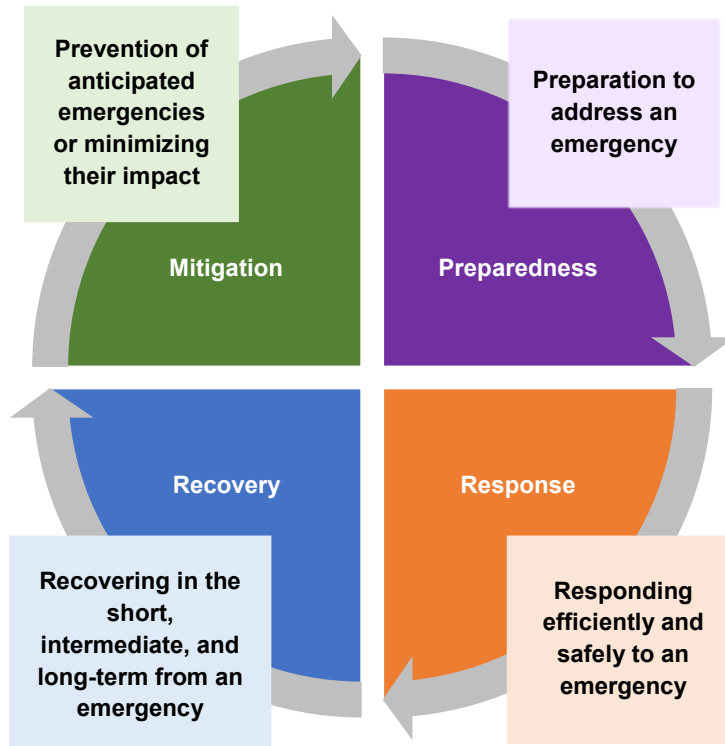 Prevention of
anticipated
emergencies
or minimizing
their impact
Preparation to
address an
emergency
Mitigation
Preparedness
Recovery
Response
Recovering in the
short,
intermediate, and
long-term from an
emergency
Responding
efficiently and
safely to an
emergency